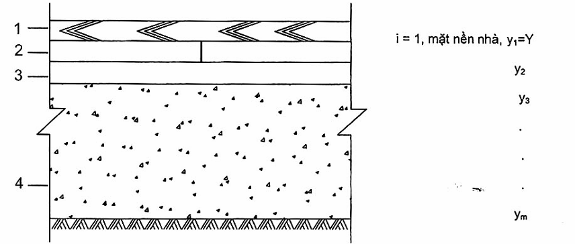 1
i = 1, mặt nền nhà, y₁=Y
2
y₂
3
y₃
.
.
4
.
yₘ